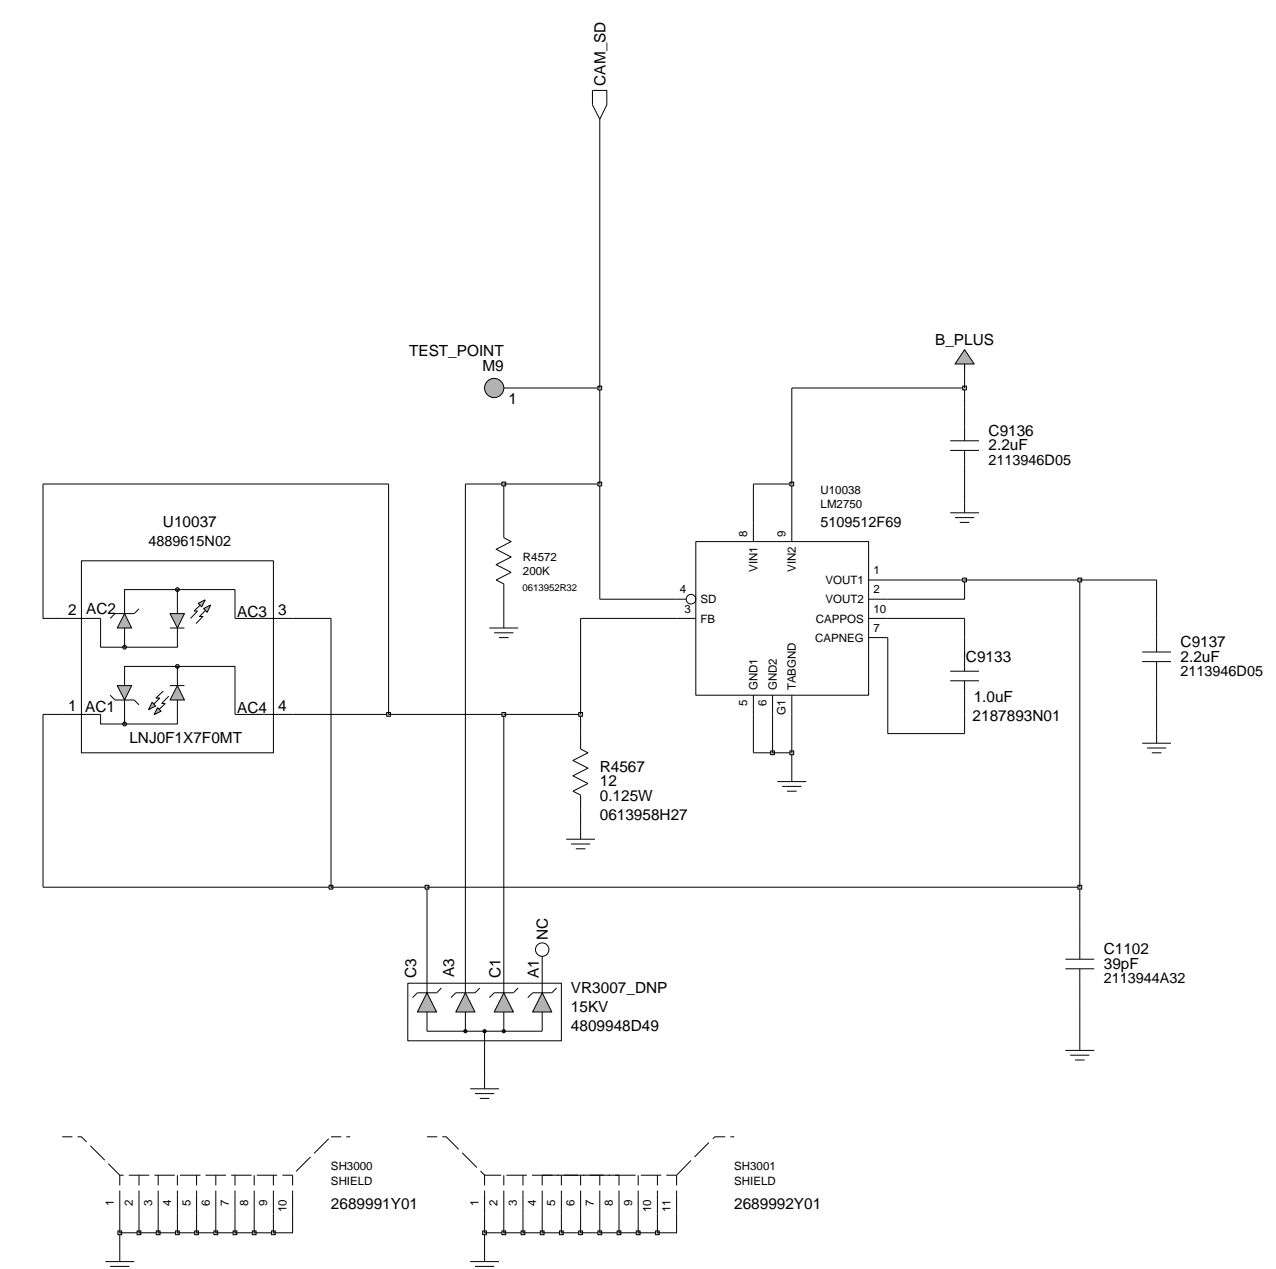 CAM_SD
B_PLUS
TEST_POINT
M9
1
C9136
2.2uF
2113946D05
U10038
LM2750
5109512F69
U10037
4889615N02
8
9
VIN1
VIN2
R4572
200K
0613952R32
VOUT1
1
VOUT2
2
4
SD
3
FB
CAPPOS
10
CAPNEG
7
2
AC2
AC3
3
C9137
2.2uF
2113946D05
C9133
1.0uF
2187893N01
GND1
GND2
TABGND
5
6
G1
1
AC1
AC4
4
LNJ0F1X7F0MT
R4567
12
0.125W
0613958H27
NC
C3
A3
C1
A1
VR3007_DNP
15KV
4809948D49
C1102
39pF
2113944A32
SH3000
SHIELD
2689991Y01
1
2
3
4
5
6
7
8
9
10
SH3001
SHIELD
2689992Y01
1
2
3
4
5
6
7
8
9
10
11